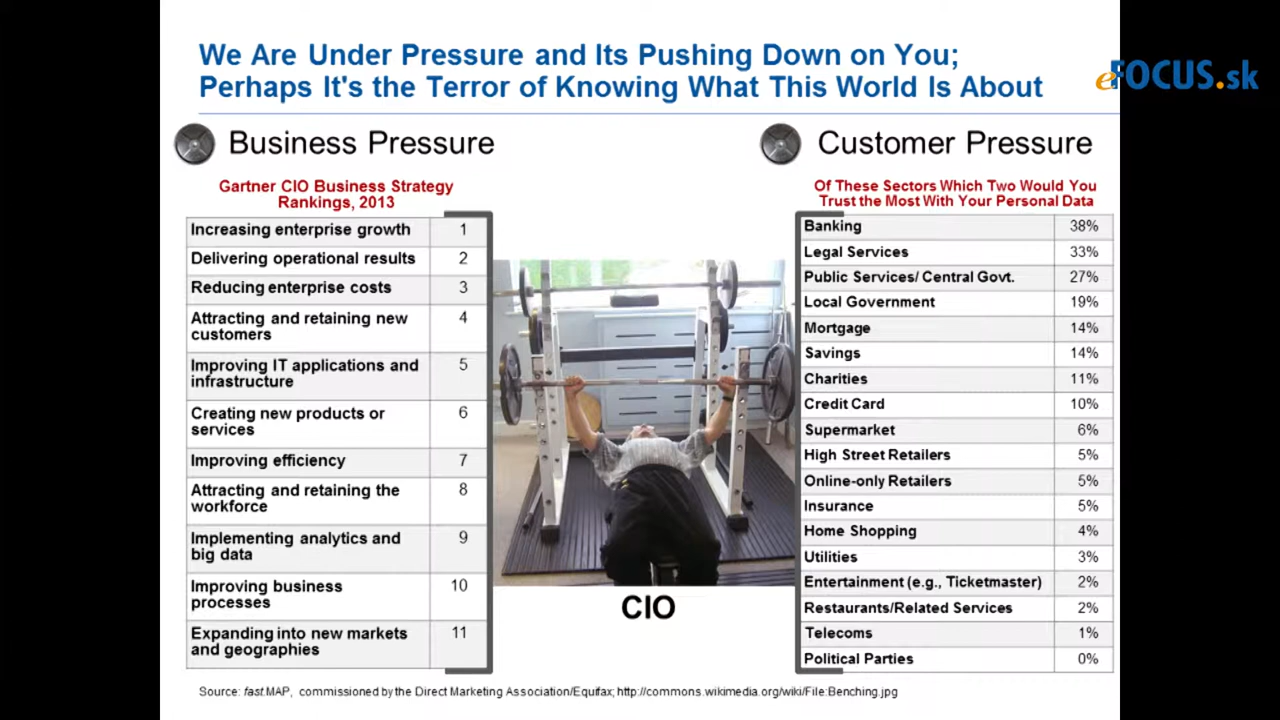 We Are Under Pressure and Its Pushing Down on You;
Perhaps It's the Terror of Knowing What This World Is About
eFOCUS.sk
Business Pressure
Gartner CIO Business Strategy
Rankings, 2013
Increasing enterprise growth 1
Delivering operational results 2
Reducing enterprise costs 3
Attracting and retaining new 4
customers
Improving IT applications and 5
infrastructure
Creating new products or 6
services
Improving efficiency 7
Attracting and retaining the 8
workforce
Implementing analytics and 9
big data
Improving business 10
processes
Expanding into new markets 11
and geographies
CIO
Customer Pressure
Of These Sectors Which Two Would You
Trust the Most With Your Personal Data
Banking 38%
Legal Services 33%
Public Services/ Central Govt. 27%
Local Government 19%
Mortgage 14%
Savings 14%
Charities 11%
Credit Card 10%
Supermarket 6%
High Street Retailers 5%
Online-only Retailers 5%
Insurance 5%
Home Shopping 4%
Utilities 3%
Entertainment (e.g., Ticketmaster) 2%
Restaurants/Related Services 2%
Telecoms 1%
Political Parties 0%
Source: fast.MAP, commissioned by the Direct Marketing Association/Equifax; http://commons.wikimedia.org/wiki/File:Benching.jpg